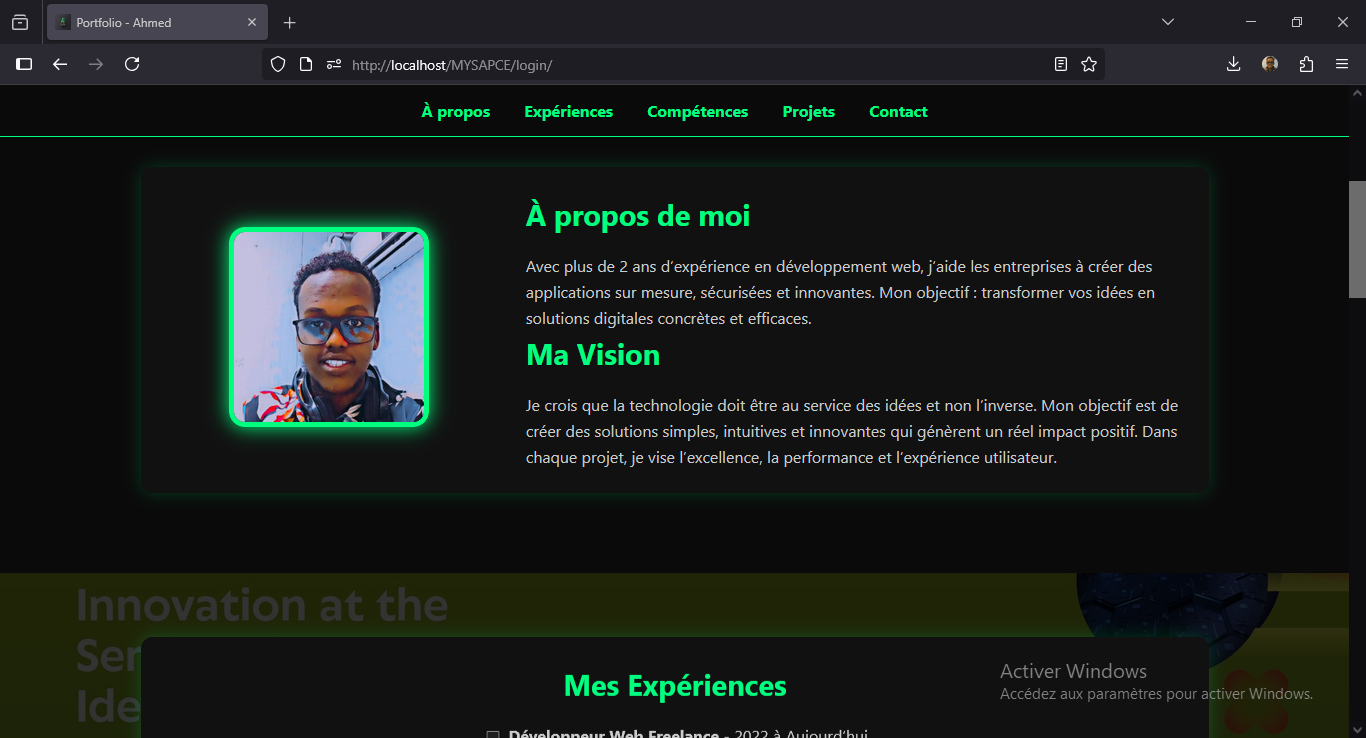 Portfolio - Ahmed
http://localhost/MYSAPCE/login/
À propos Expériences Compétences Projets Contact
À propos de moi
Avec plus de 2 ans d’expérience en développement web, j’aide les entreprises à créer des
applications sur mesure, sécurisées et innovantes. Mon objectif : transformer vos idées en
solutions digitales concrètes et efficaces.
Ma Vision
Je crois que la technologie doit être au service des idées et non l’inverse. Mon objectif est de
créer des solutions simples, intuitives et innovantes qui génèrent un réel impact positif. Dans
chaque projet, je vise l’excellence, la performance et l’expérience utilisateur.
Innovation at the
Ser
Ide
Mes Expériences
Activer Windows
Accédez aux paramètres pour activer Windows.
Développeur Web Freelance - 2022 à Aujourd’hui